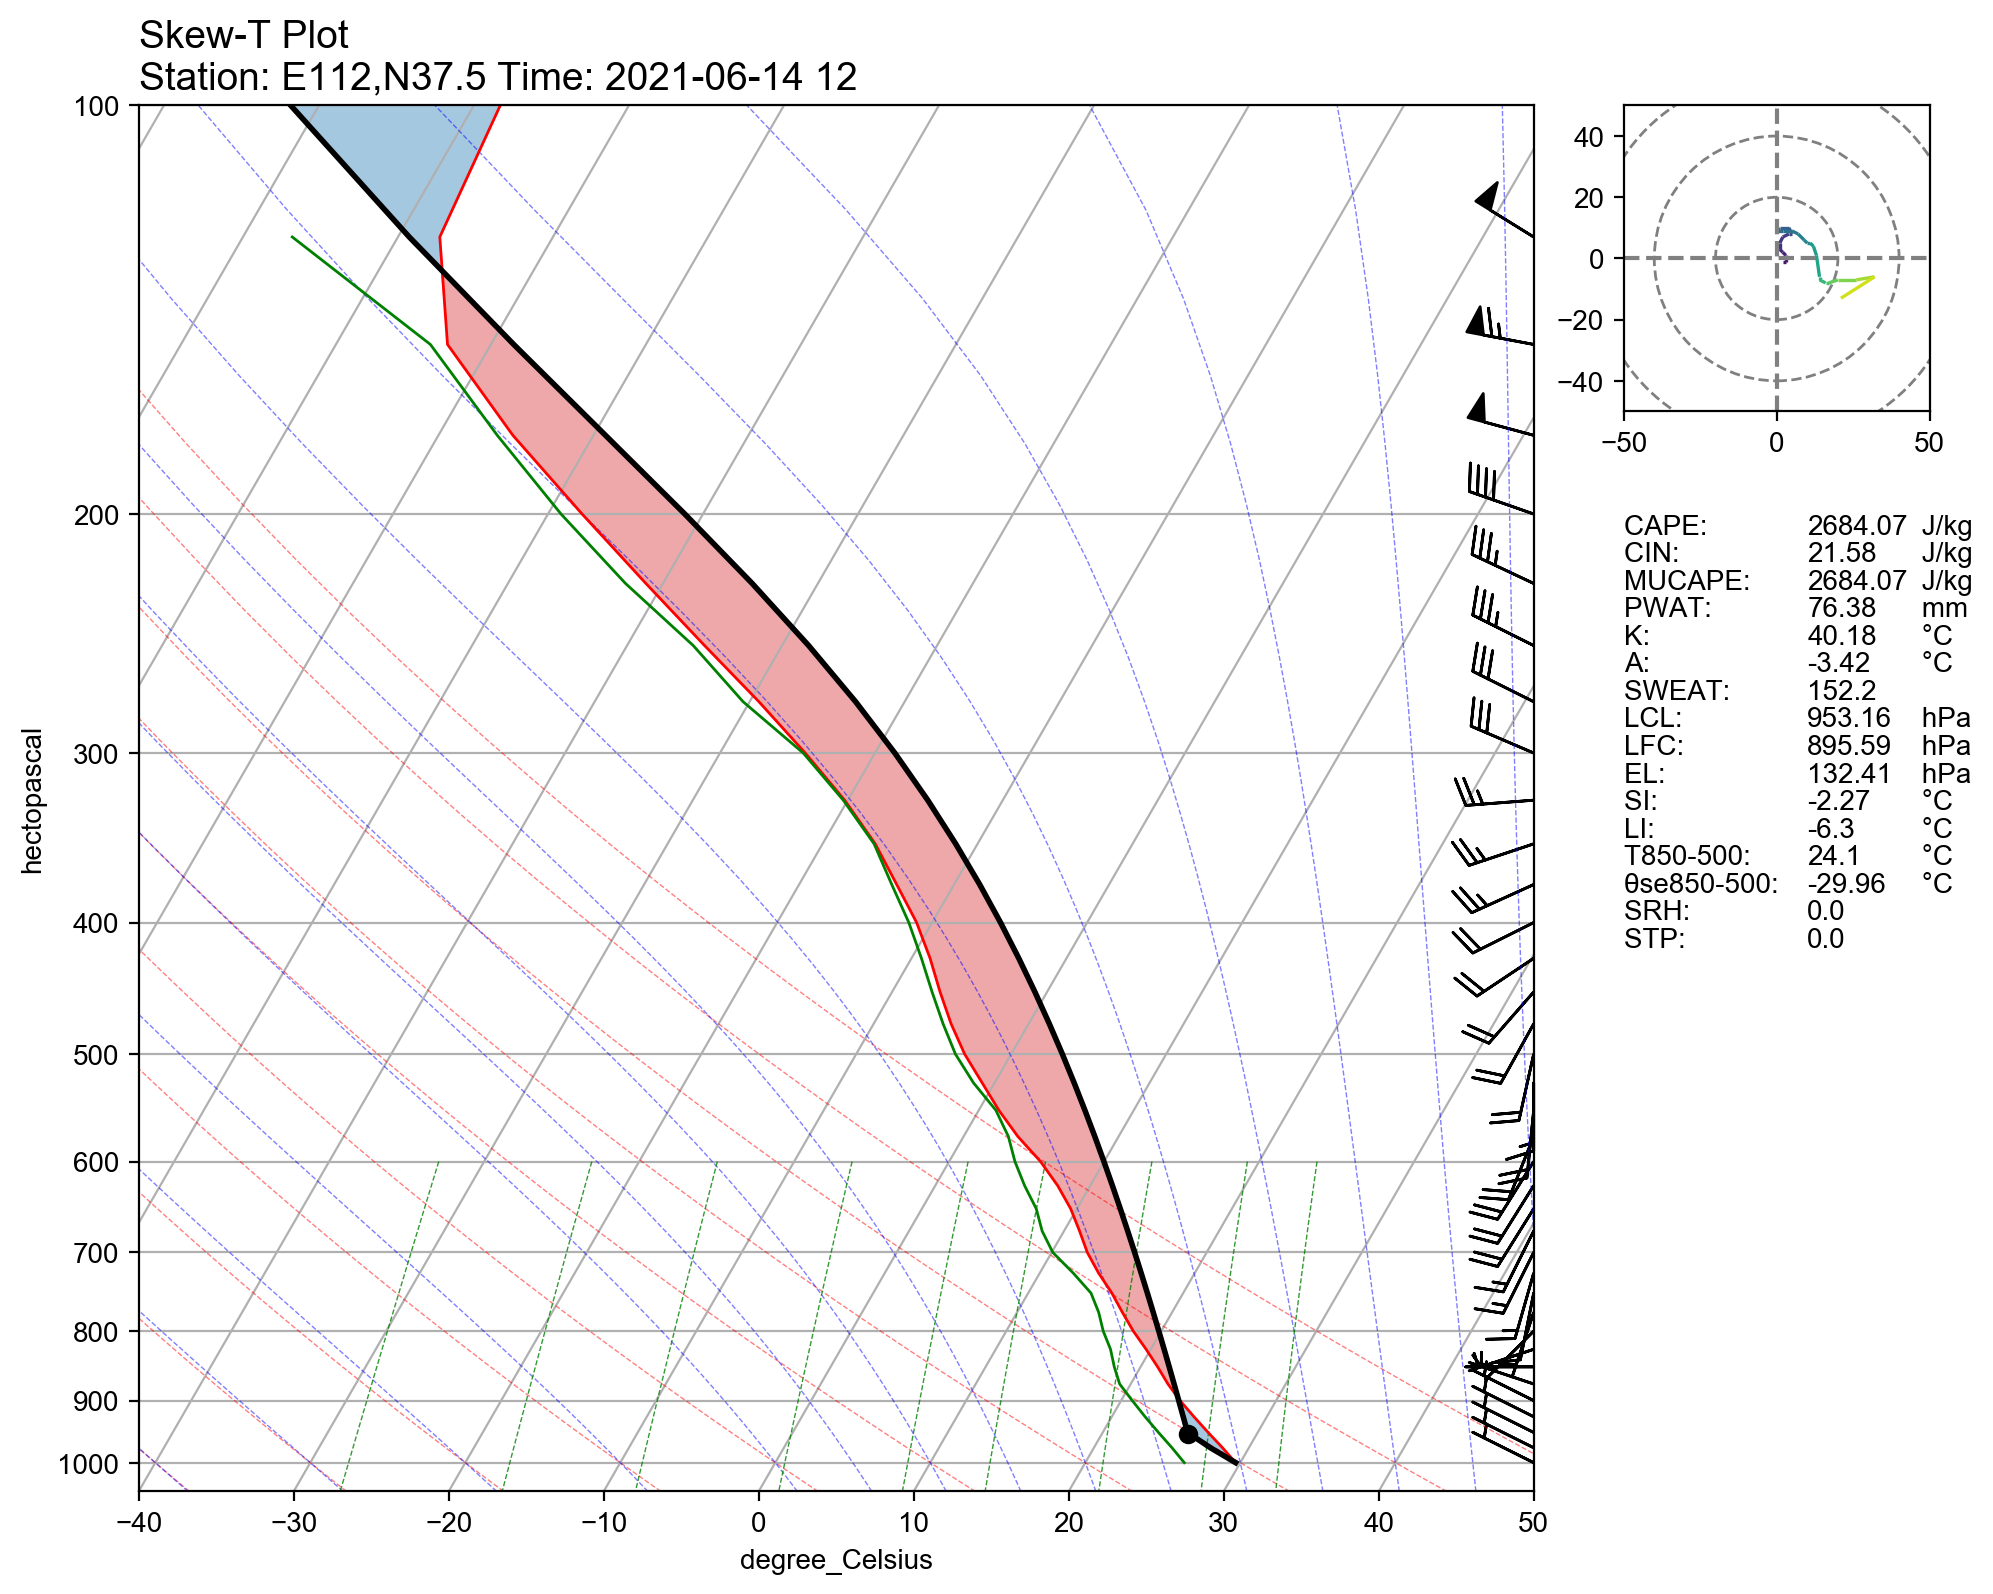 Skew-T Plot
Station: E112,N37.5 Time: 2021-06-14 12
100
200
300
400
500
600
700
800
900
1000
hectopascal
−40 −30 −20 −10 0 10 20 30 40 50
degree_Celsius
40
20
0
−20
−40
−50 0 50
CAPE: 2684.07 J/kg
CIN: 21.58 J/kg
MUCAPE: 2684.07 J/kg
PWAT: 76.38 mm
K: 40.18 °C
A: -3.42 °C
SWEAT: 152.2
LCL: 953.16 hPa
LFC: 895.59 hPa
EL: 132.41 hPa
SI: -2.27 °C
LI: -6.3 °C
T850-500: 24.1 °C
θse850-500: -29.96 °C
SRH: 0.0
STP: 0.0